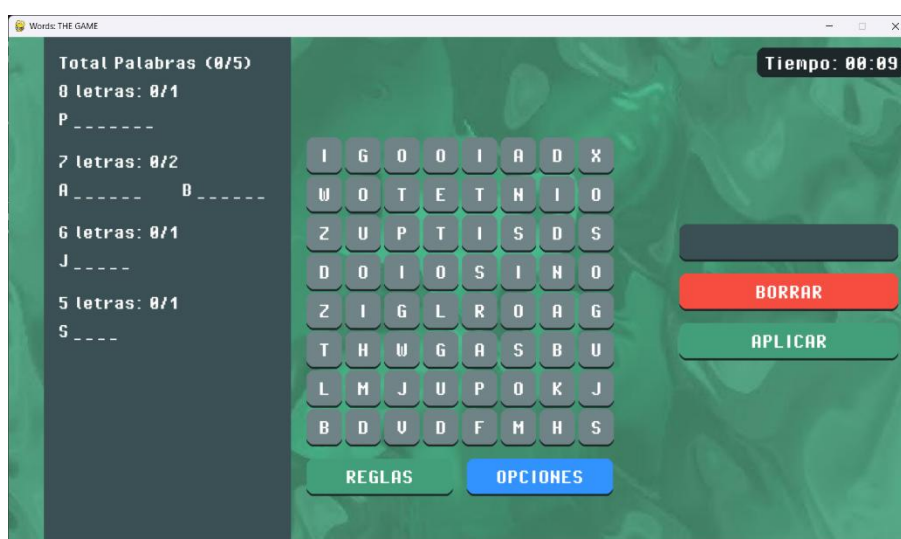 Words: THE GAME
Total Palabras (0/5)
8 letras: 0/1
P _ _ _ _ _ _ _
7 letras: 0/2
A _ _ _ _ _ _ B _ _ _ _ _ _
6 letras: 0/1
J _ _ _ _ _
5 letras: 0/1
S _ _ _ _
Tiempo: 00:09
I G O O I A D X
W O T E T N I O
Z U P T I S D S
D O I O S I N O
Z I G L R O A G
T H W G A S B U
L M J U P O K J
B D V D F M H S
REGLAS
OPCIONES
BORRAR
APLICAR